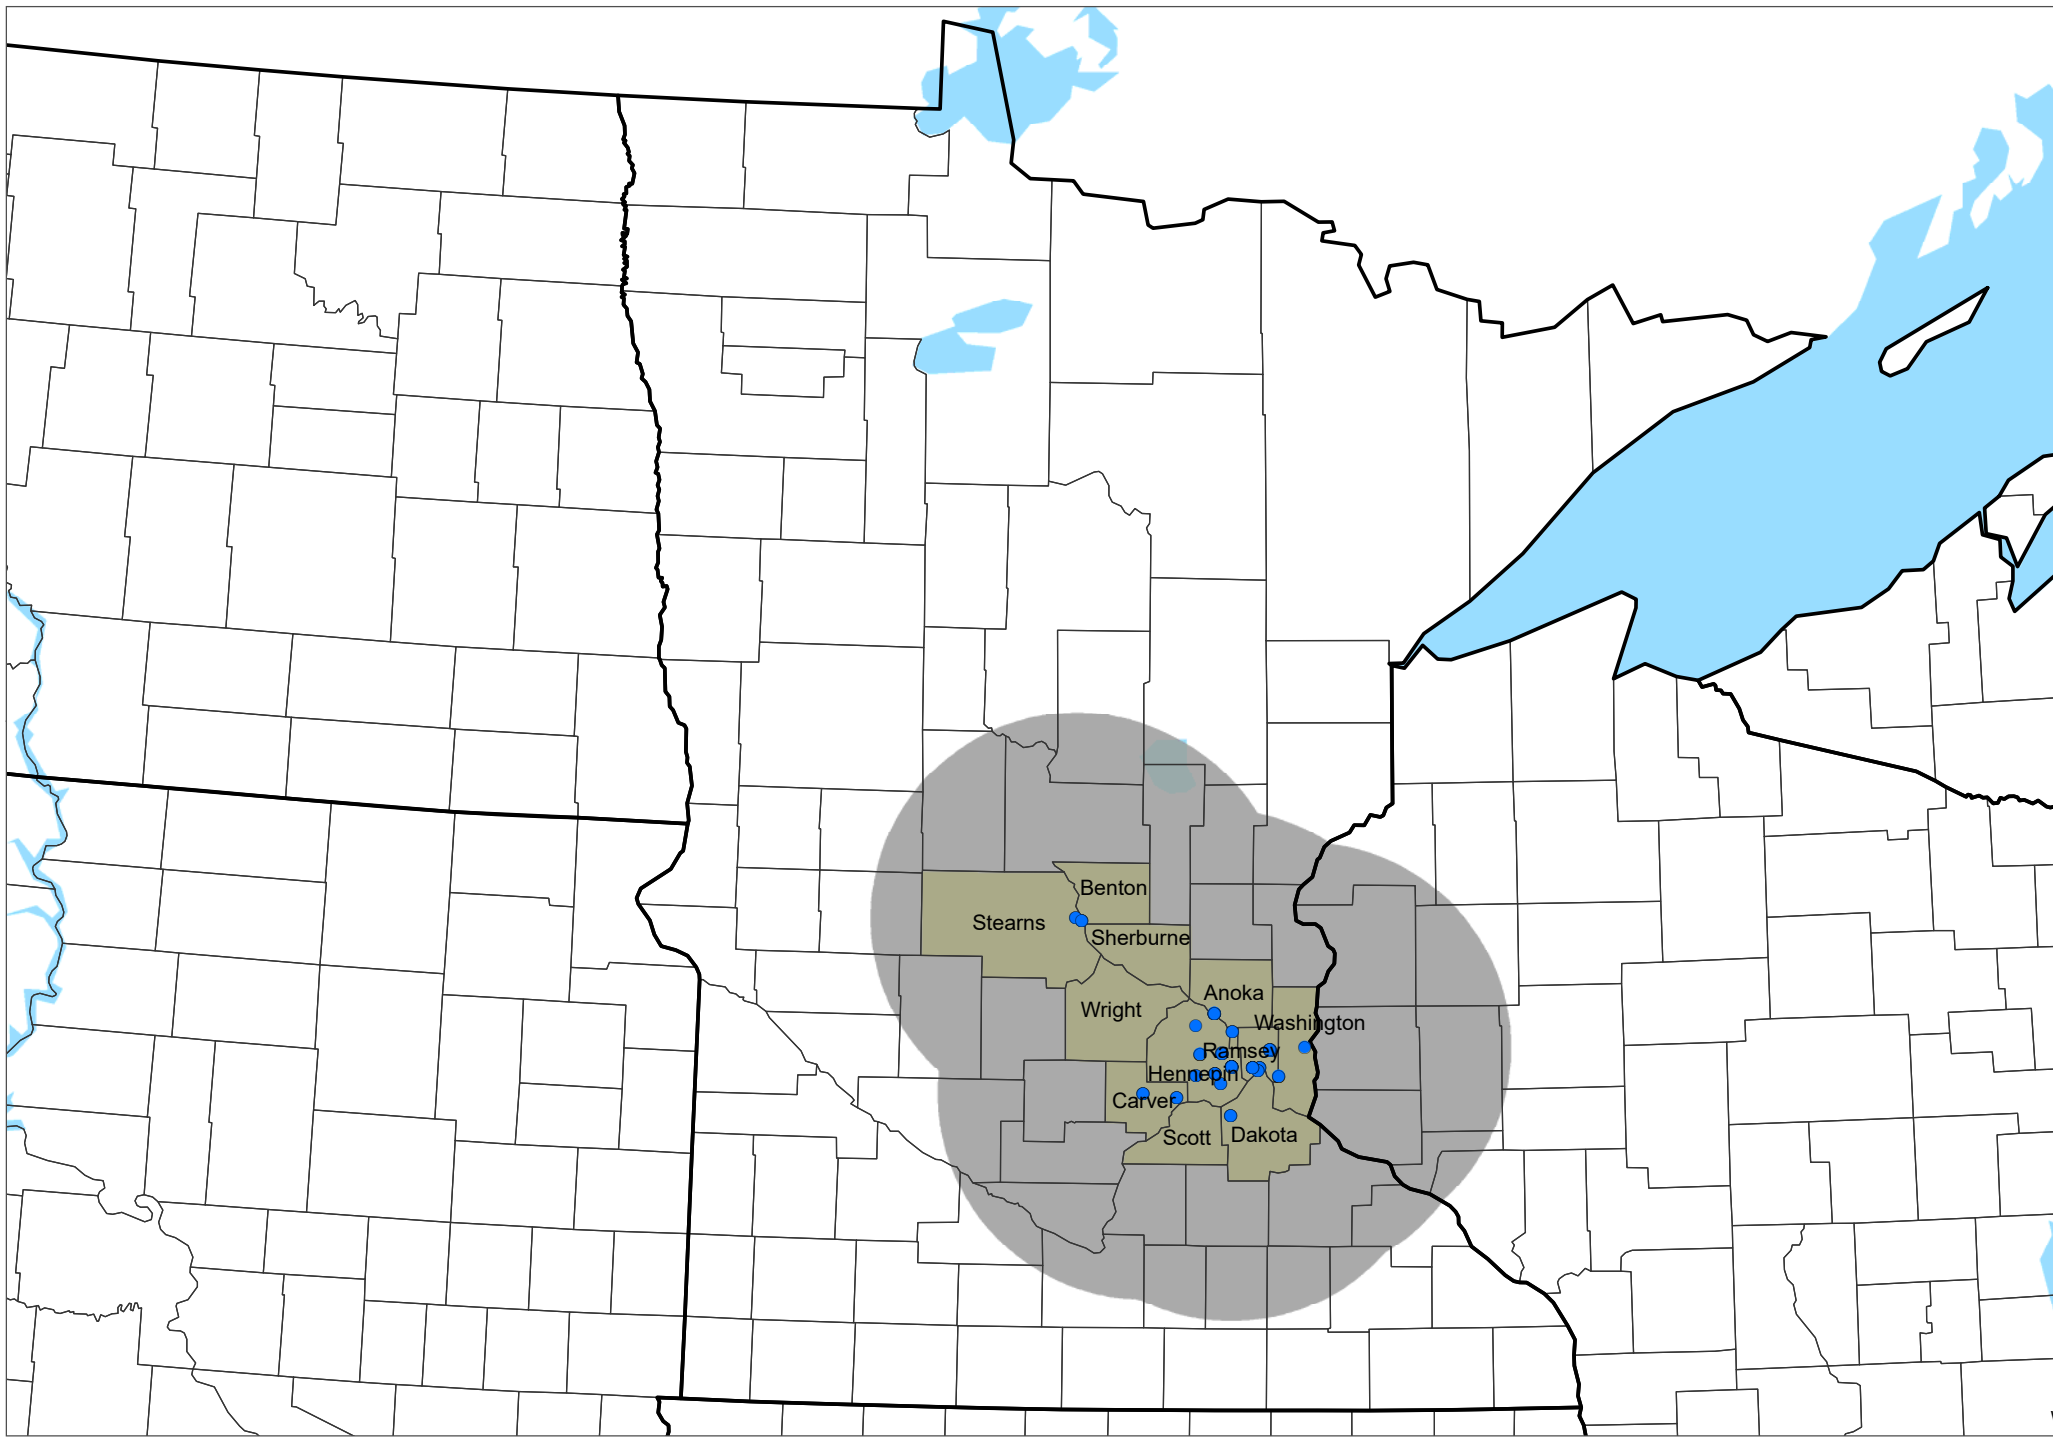 Benton
Stearns
Sherburne
Anoka
Wright
Washington
Ramsey
Hennepin
Carver
Scott
Dakota